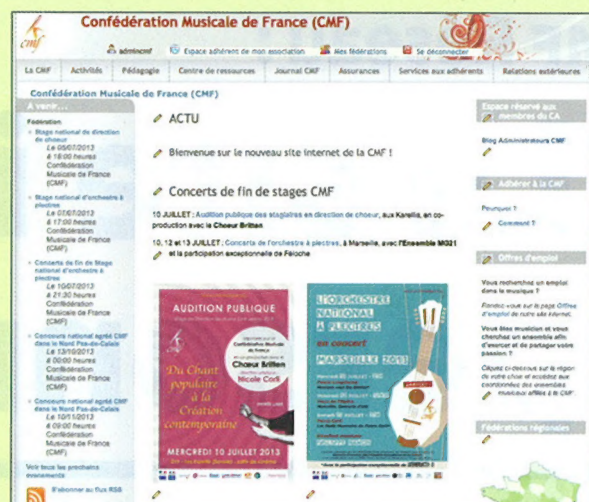 Confédération Musicale de France (CMF)
cmf
admincmf Espace adhérent de mon association Mes fédérations Se déconnecter
La CMF Activités Pédagogie Centre de ressources Journal CMF Assurances Services aux adhérents Relations extérieures
Confédération Musicale de France (CMF)
A venir...
Fédération
Stage national de direction
de choeur
Le 05/07/2013
à 18:00 heures
Confédération
Musicale de France
(CMF)
Stage national d'orchestre à
plectres
Le 07/07/2013
à 17:00 heures
Confédération
Musicale de France
(CMF)
Concerts de fin de Stage
national d'orchestre à
plectres
Le 10/07/2013
à 21:30 heures
Confédération
Musicale de France
(CMF)
Concours national agréé CMF
dans le Nord Pas-de-Calais
Le 13/10/2013
à 00:00 heures
Confédération
Musicale de France
(CMF)
Concours national agréé CMF
dans le Nord Pas-de-Calais
Le 10/11/2013
à 09:00 heures
Confédération
Musicale de France
(CMF)
Voir tous les prochains
évènements
S'abonner au flux RSS
ACTU
Bienvenue sur le nouveau site internet de la CMF !
Concerts de fin de stages CMF
10 JUILLET : Audition publique des stagiaires en direction de choeur, aux Karellis, en co-
production avec le Choeur Britten
10, 12 et 13 JUILLET : Concerts de l'orchestre à plectres, à Marseille, avec l'Ensemble MG21
et la participation exceptionnelle de Féloche
AUDITION PUBLIQUE
Confédération Musicale
de France
Chœur Britten
Nicole Corti
Du Chant
populaire
à la
Création
contemporaine
MERCREDI 10 JUILLET 2013
L'ORCHESTRE
NATIONAL
À PLECTRES
en concert
MARSEILLE 2013
Espace réservé aux
membres du CA
Blog Administrateurs CMF
Adhérer à la CMF
Pourquoi ?
Comment ?
Offres d'emploi
Vous recherchez un emploi
dans la musique ?
Rendez-vous sur la page Offres
d'emploi de notre site internet.
Vous êtes musicien et vous
cherchez un ensemble afin
d'exercer et de partager votre
passion ?
Cliquez ci-dessous sur la région
de votre choix et accédez aux
coordonnées des ensembles
musicaux affiliés à la CMF
Fédérations régionales